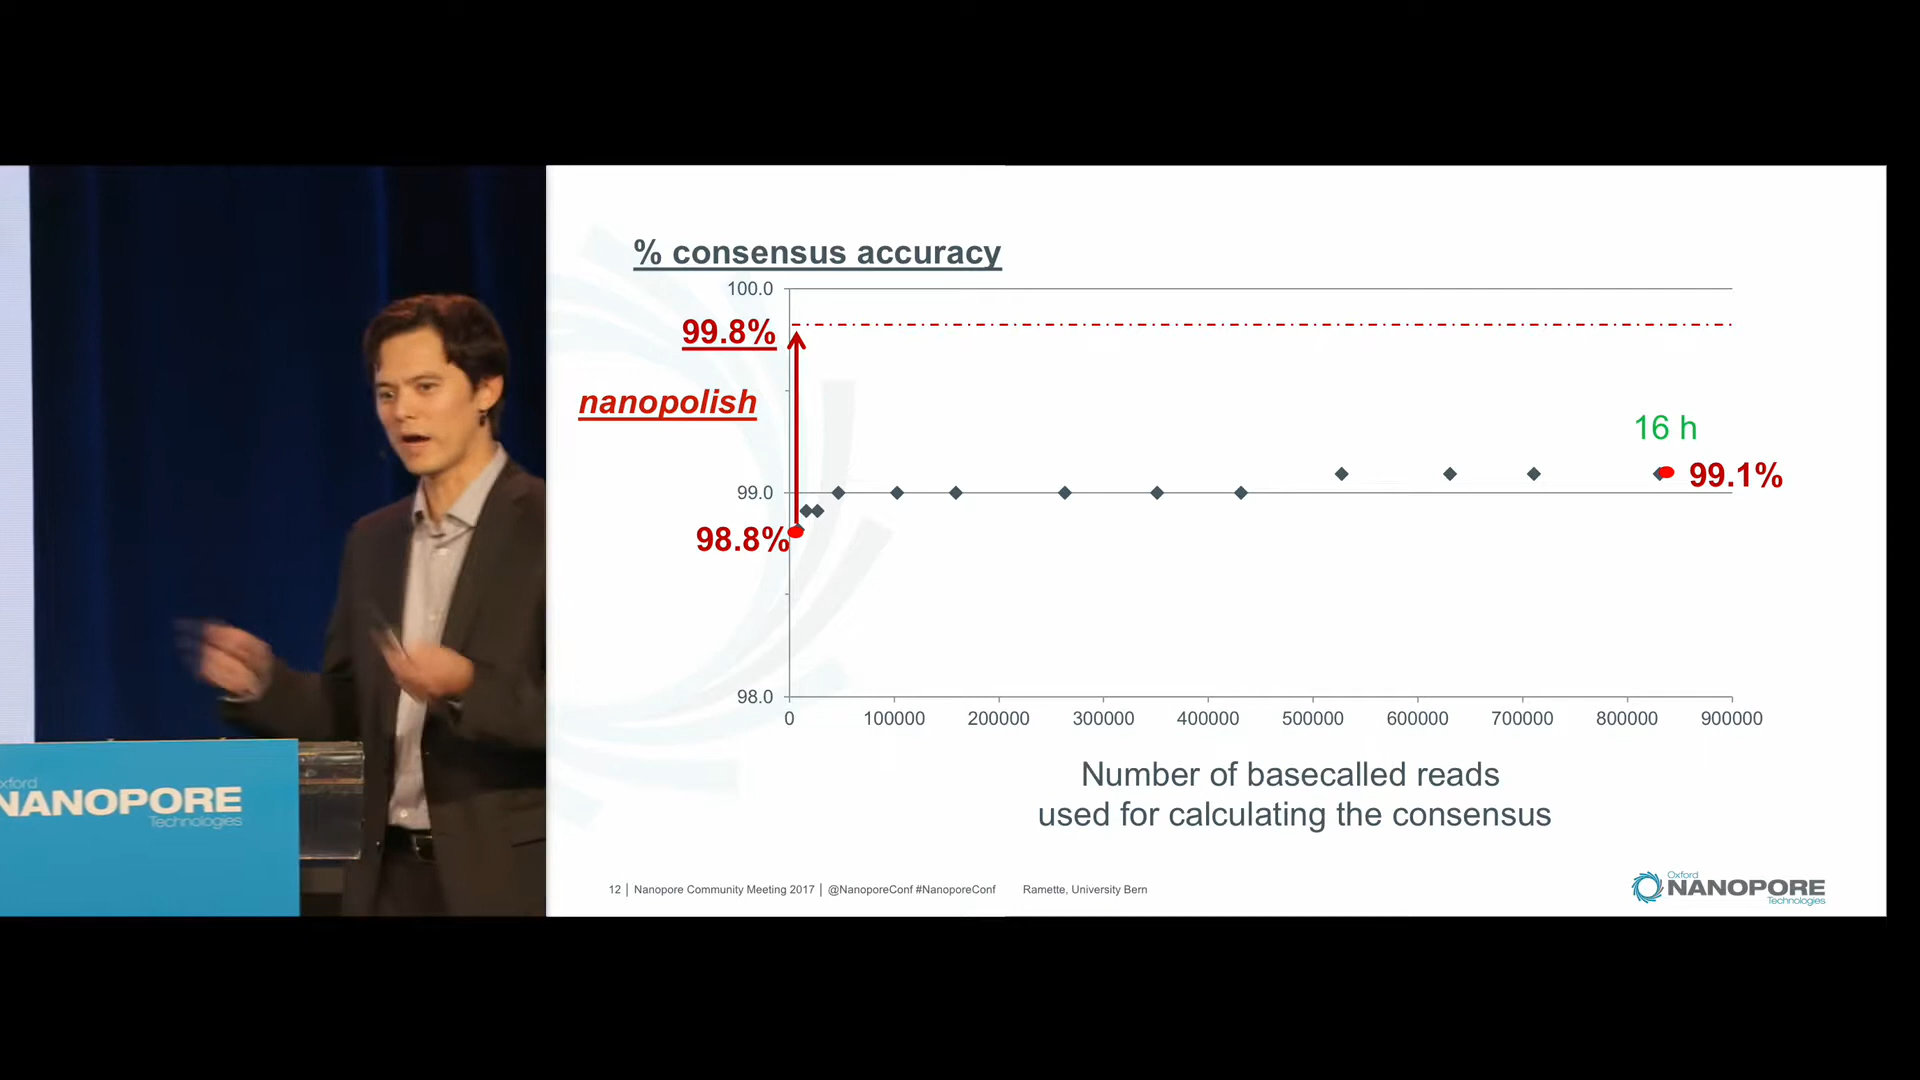 % consensus accuracy
100.0
99.8%
nanopolish
16 h
99.1%
99.0
98.8%
98.0
0 100000 200000 300000 400000 500000 600000 700000 800000 900000
Number of basecalled reads
used for calculating the consensus
12 | Nanopore Community Meeting 2017 | @NanoporeConf #NanoporeConf Ramette, University Bern
Oxford
NANOPORE
Technologies
xford
NANOPORE
Technologies